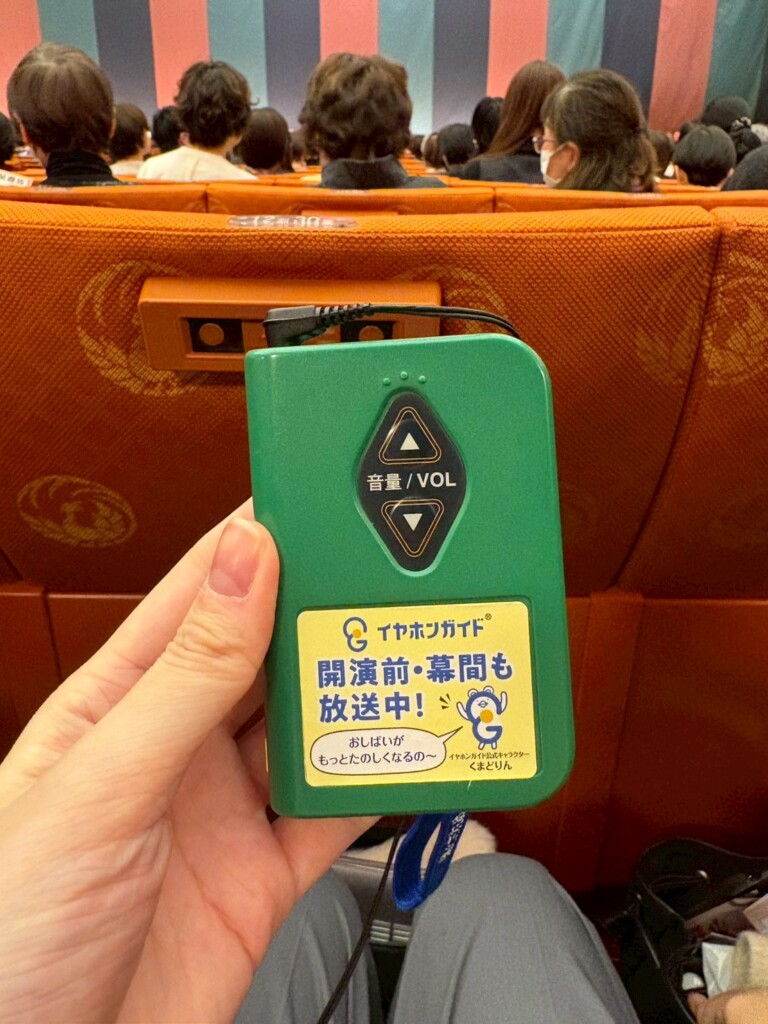 音量 / VOL
イヤホンガイド®
開演前・幕間も
放送中!
おしばいが
もっとたのしくなるの〜
イヤホンガイド公式キャラクター
くまどりん